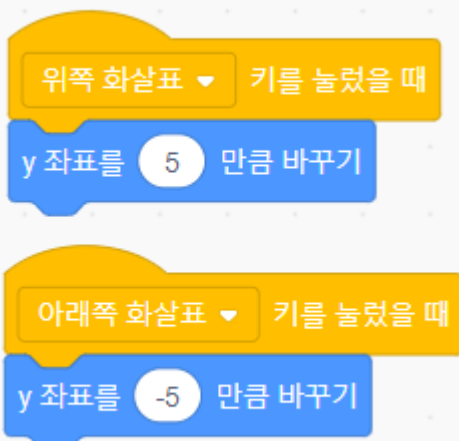 위쪽 화살표 키를 눌렀을 때
y 좌표를 5 만큼 바꾸기
아래쪽 화살표 키를 눌렀을 때
y 좌표를 -5 만큼 바꾸기